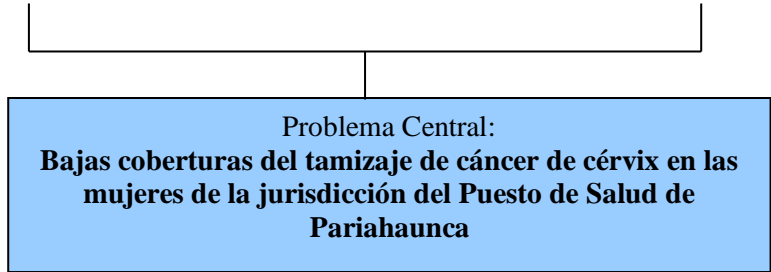 Problema Central:
Bajas coberturas del tamizaje de cáncer de cérvix en las
mujeres de la jurisdicción del Puesto de Salud de
Pariahaunca